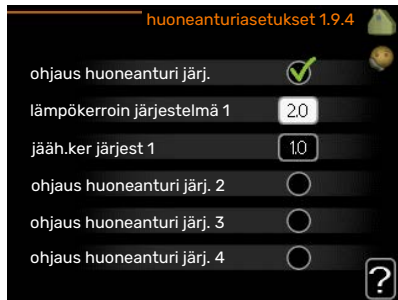 huoneanturiasetukset 1.9.4
ohjaus huoneanturi järj.
lämpökerroin järjestelmä 1 2.0
jääh.ker järjest 1 1.0
ohjaus huoneanturi järj. 2
ohjaus huoneanturi järj. 3
ohjaus huoneanturi järj. 4
?